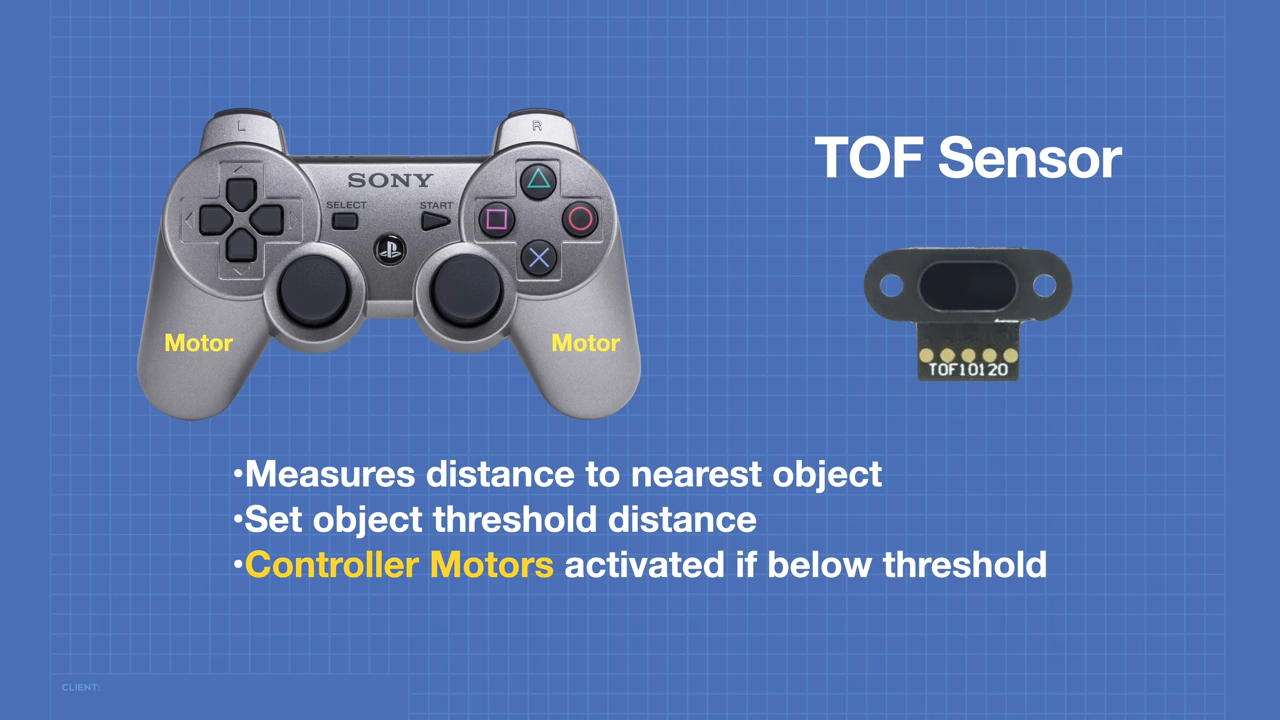 TOF Sensor
L
R
SONY
SELECT
START
Motor
Motor
TOF10120
•Measures distance to nearest object
•Set object threshold distance
•Controller Motors activated if below threshold
CLIENT: